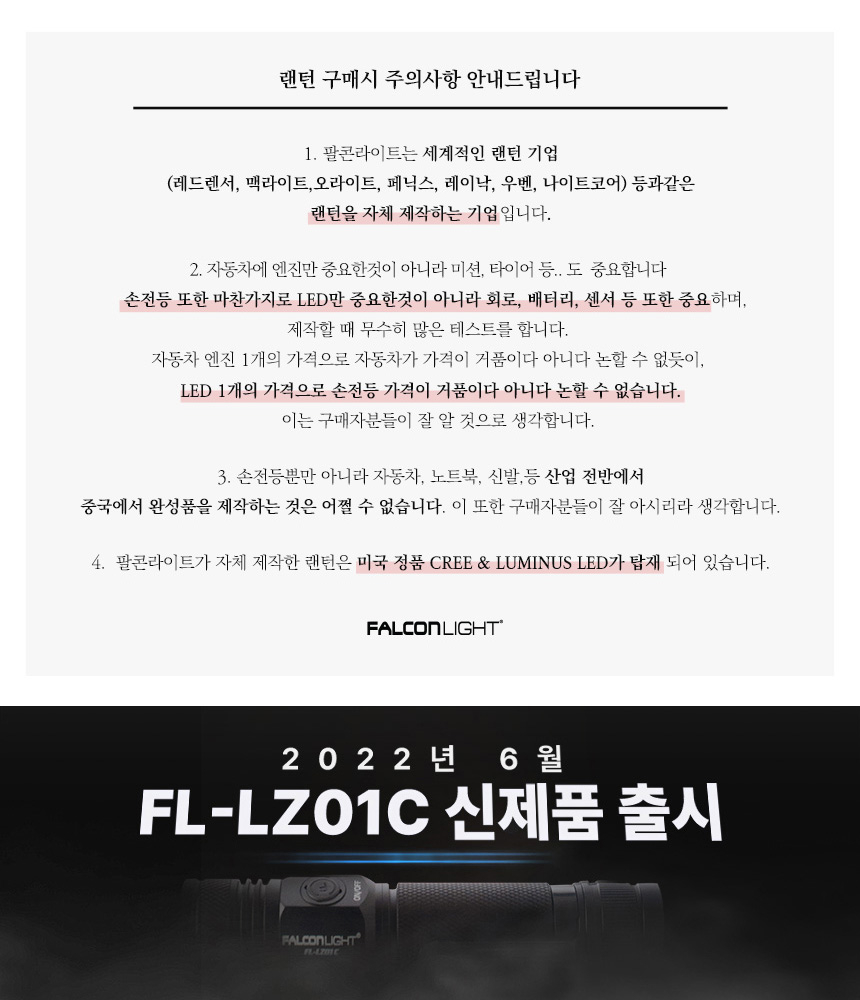 랜턴 구매시 주의사항 안내드립니다
1. 팔콘라이트는 세계적인 랜턴 기업
(레드렌서, 맥라이트,오라이트, 페닉스, 레이낙, 우벤, 나이트코어) 등과같은
랜턴을 자체 제작하는 기업입니다.
2. 자동차에 엔진만 중요한것이 아니라 미션, 타이어 등.. 도 중요합니다
손전등 또한 마찬가지로 LED만 중요한것이 아니라 회로, 배터리, 센서 등 또한 중요하며,
제작할 때 무수히 많은 테스트를 합니다.
자동차 엔진 1개의 가격으로 자동차가 가격이 거품이다 아니다 논할 수 없듯이,
LED 1개의 가격으로 손전등 가격이 거품이다 아니다 논할 수 없습니다.
이는 구매자분들이 잘 알 것으로 생각합니다.
3. 손전등뿐만 아니라 자동차, 노트북, 신발,등 산업 전반에서
중국에서 완성품을 제작하는 것은 어쩔 수 없습니다. 이 또한 구매자분들이 잘 아시리라 생각합니다.
4. 팔콘라이트가 자체 제작한 랜턴은 미국 정품 CREE & LUMINUS LED가 탑재 되어 있습니다.
FALCONLIGHT®
2022년 6월
FL-LZ01C 신제품 출시
ON/OFF
FALCONLIGHT®
FL-LZ01C